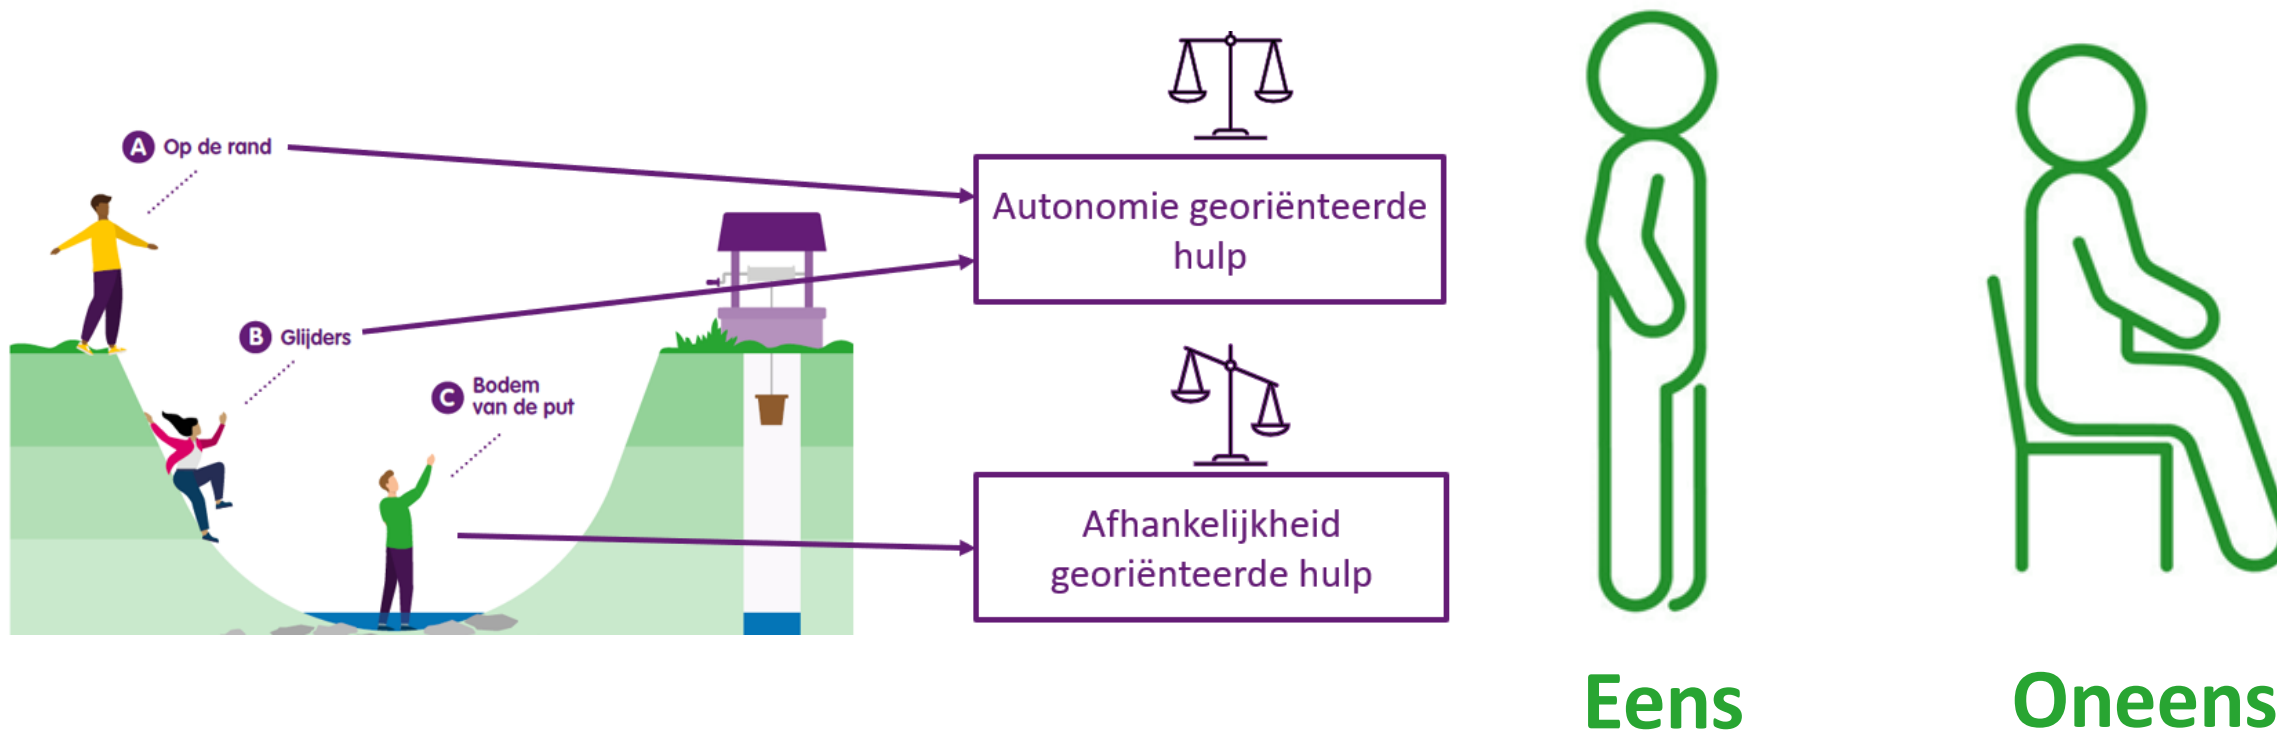 A Op de rand
B Glijders
C Bodem
van de put
Autonomie georiënteerde
hulp
Afhankelijkheid
georiënteerde hulp
Eens
Oneens